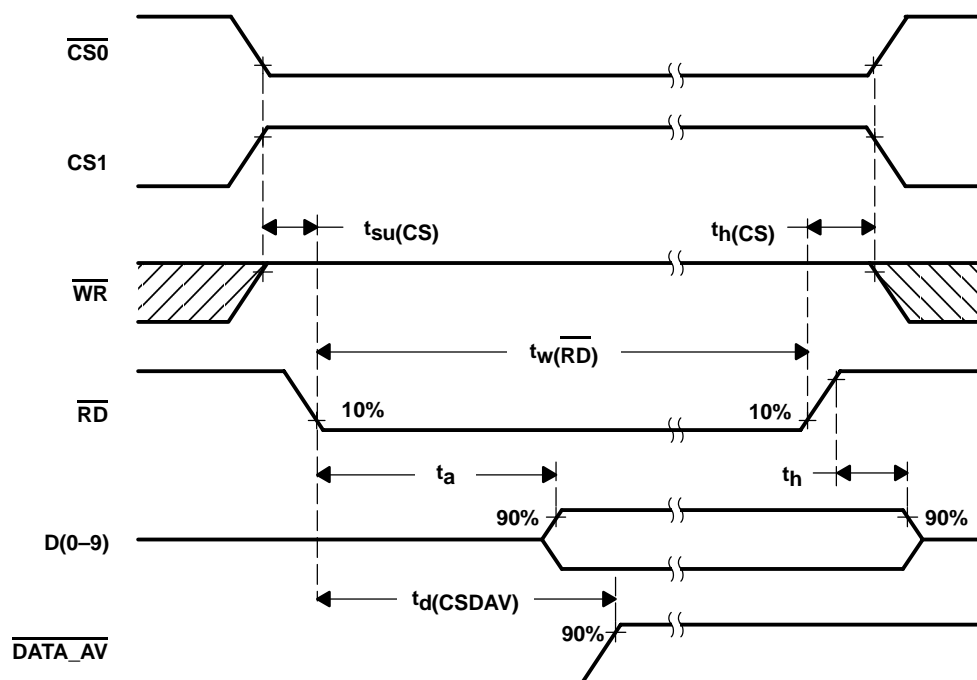 CS0
CS1
tsu(CS) th(CS)
WR
tw(RD)
RD 10% 10%
ta th
90% 90%
D(0–9)
td(CSDAV)
90%
DATA_AV